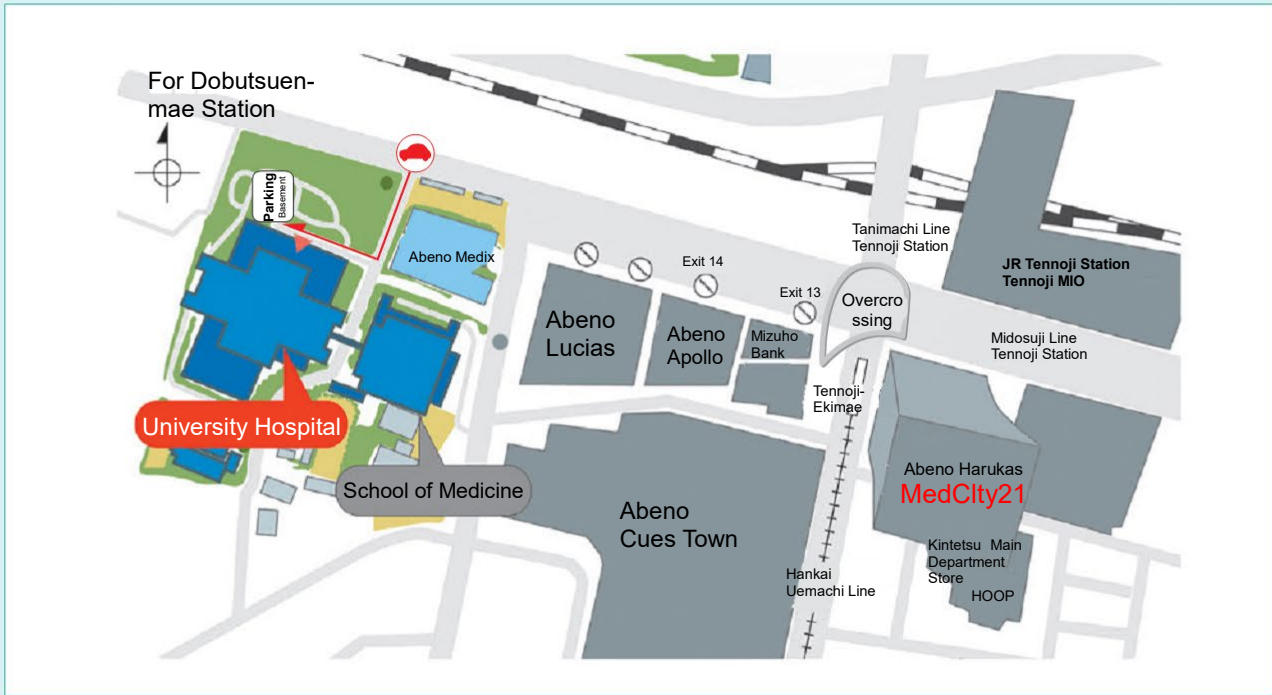 For Dobutsuen-
mae Station
Parking
Basement
Abeno Medix
Tanimachi Line
Tennoji Station
JR Tennoji Station
Tennoji MIO
Exit 14
Exit 13
Overcro
ssing
Abeno
Lucias
Abeno
Apollo
Mizuho
Bank
Midosuji Line
Tennoji Station
Tennoji-
Ekimae
University Hospital
School of Medicine
Abeno Harukas
MedCIty21
Abeno
Cues Town
Kintetsu Main
Department
Store
HOOP
Hankai
Uemachi Line